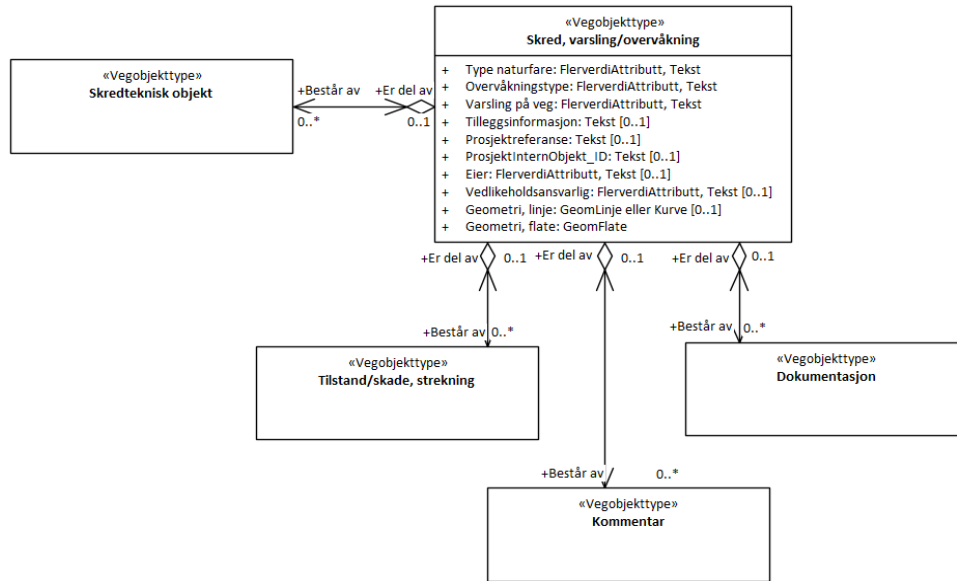 «Vegobjekttype»
Skred, varsling/overvåkning
+ Type naturfare: FlerverdiAttributt, Tekst
+ Overvåkningstype: FlerverdiAttributt, Tekst
+ Varsling på veg: FlerverdiAttributt, Tekst
+ Tilleggsinformasjon: Tekst [0..1]
+ Prosjektreferanse: Tekst [0..1]
+ ProsjektInternObjekt_ID: Tekst [0..1]
+ Eier: FlerverdiAttributt, Tekst [0..1]
+ Vedlikeholdsansvarlig: FlerverdiAttributt, Tekst [0..1]
+ Geometri, linje: GeomLinje eller Kurve [0..1]
+ Geometri, flate: GeomFlate
«Vegobjekttype»
Skredteknisk objekt
+Består av
0..*
+Er del av
0..1
+Er del av 0..1
+Er del av 0..1
+Er del av 0..1
+Består av 0..*
+Består av 0..*
«Vegobjekttype»
Tilstand/skade, strekning
«Vegobjekttype»
Dokumentasjon
+Består av 0..*
«Vegobjekttype»
Kommentar